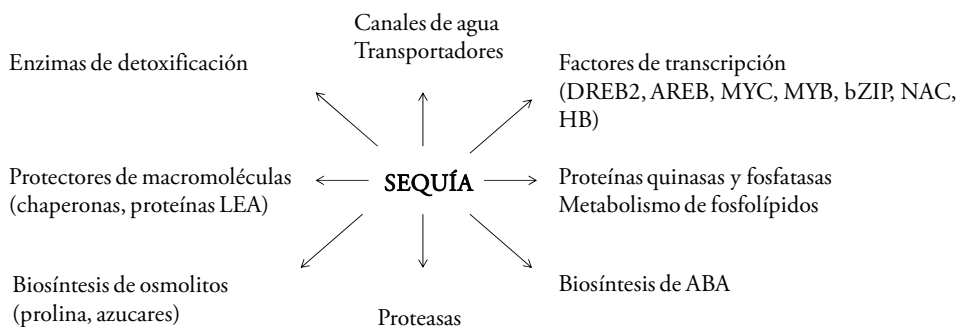 Canales de agua
Transportadores
Enzimas de detoxificación
Factores de transcripción
(DREB2, AREB, MYC, MYB, bZIP, NAC,
HB)
Protectores de macromoléculas
(chaperonas, proteínas LEA)
SEQUÍA
Proteínas quinasas y fosfatasas
Metabolismo de fosfolípidos
Biosíntesis de osmolitos
(prolina, azucares)
Proteasas
Biosíntesis de ABA